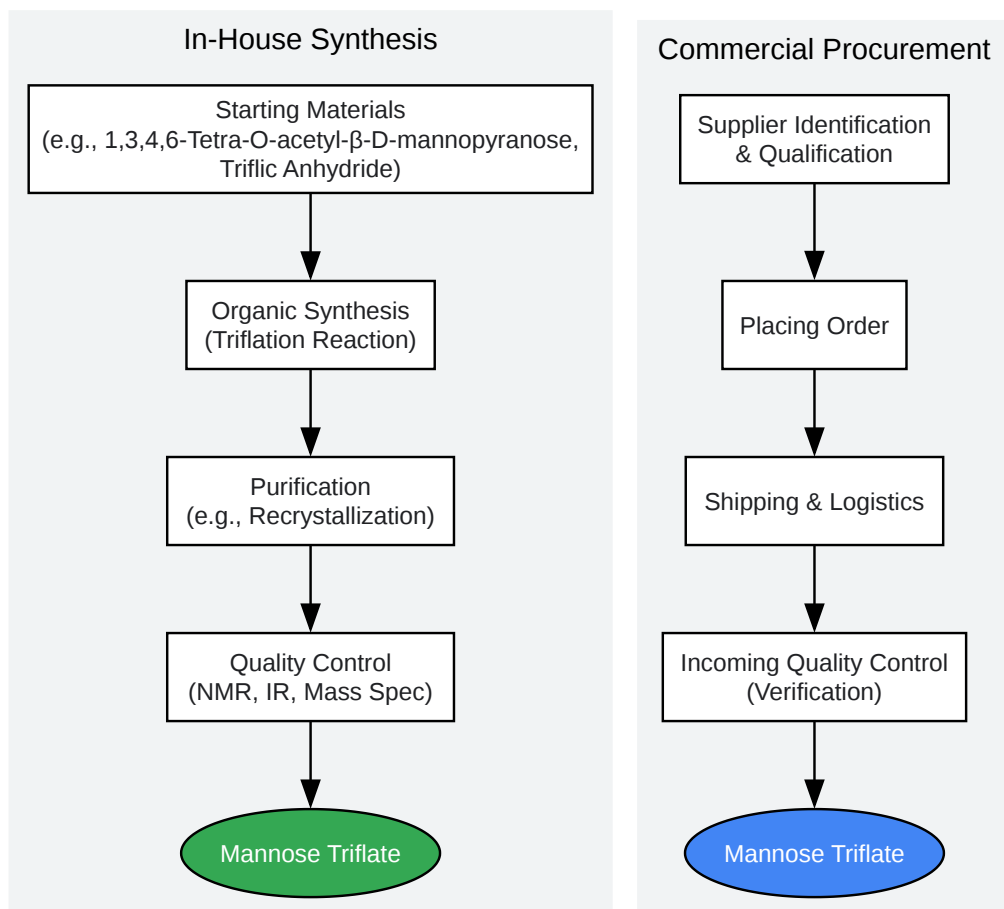 In-House Synthesis
Starting Materials
(e.g., 1,3,4,6-Tetra-O-acetyl-β-D-mannopyranose,
Triflic Anhydride)
Organic Synthesis
(Triflation Reaction)
Purification
(e.g., Recrystallization)
Quality Control
(NMR, IR, Mass Spec)
Mannose Triflate
Commercial Procurement
Supplier Identification
& Qualification
Placing Order
Shipping & Logistics
Incoming Quality Control
(Verification)
Mannose Triflate